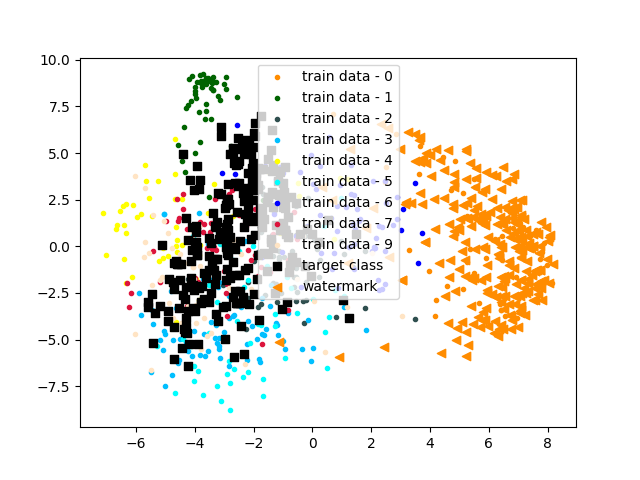 10.0
7.5
5.0
2.5
0.0
−2.5
−5.0
−7.5
−6
−4
−2
0
2
4
6
8
train data - 0
train data - 1
train data - 2
train data - 3
train data - 4
train data - 5
train data - 6
train data - 7
train data - 9
target class
watermark